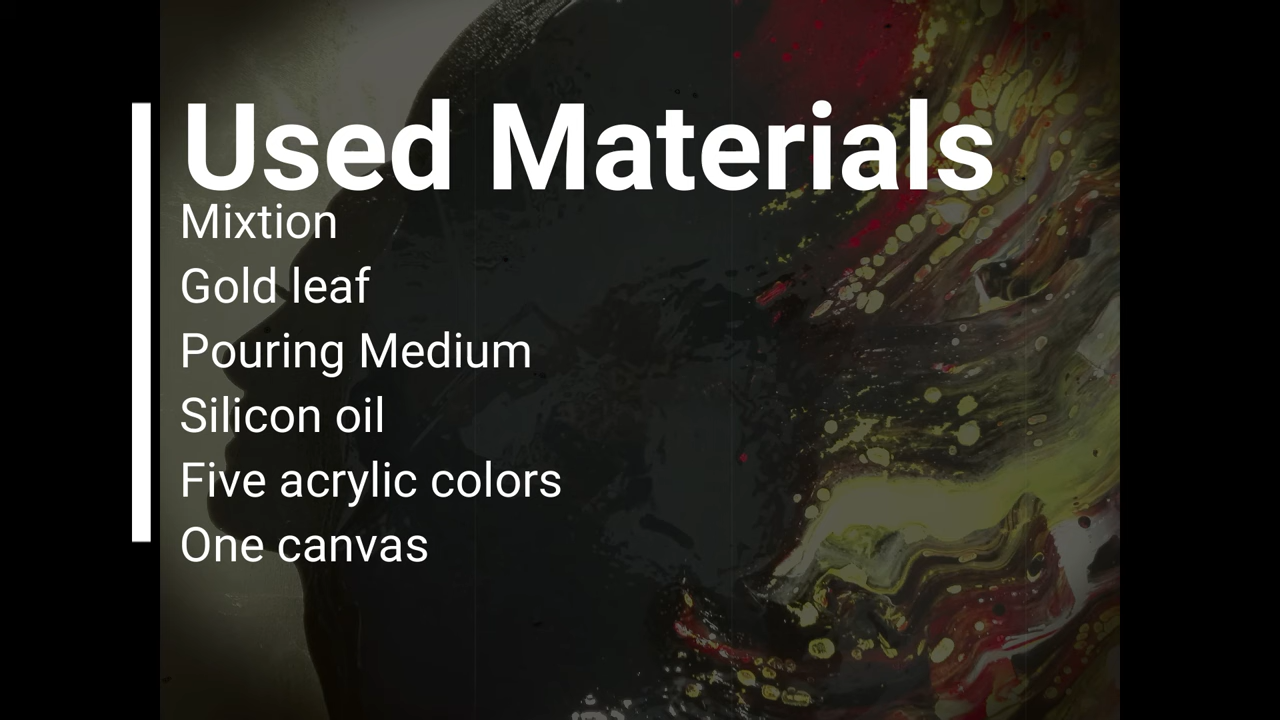 Used Materials
Mixtion
Gold leaf
Pouring Medium
Silicon oil
Five acrylic colors
One canvas